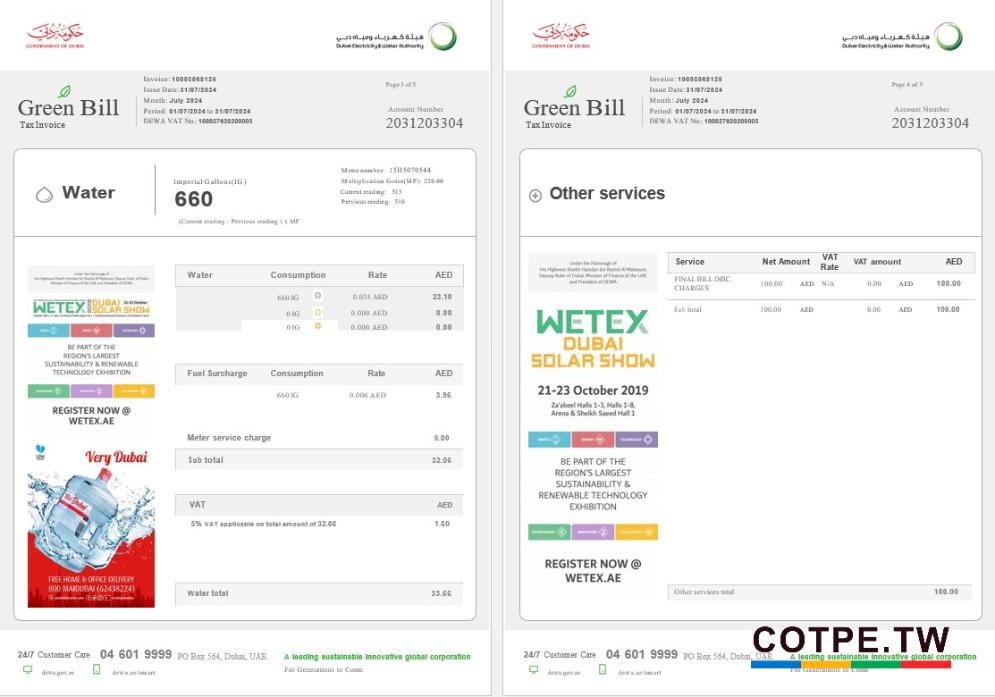 حكومة دبي
GOVERNMENT OF DUBAI
هيئة كهرباء ومياه دبي
Dubai Electricity & Water Authority
Green Bill
Tax Invoice
Invoice: 10005068126
Issue Date: 31/07/2024
Month: July 2024
Period: 01/07/2024 to 31/07/2024
DEWA VAT No.: 100027620200003
Page 3 of 5
Account Number
2031203304
Water
Imperial Gallons(IG)
660
(Current reading - Previous reading ) x MF
Meter number: 15H5070544
Multiplication factor(MF): 220.00
Current reading: 513
Previous reading: 510
Under the Patronage of
His Highness Sheikh Hamdan bin Rashid Al Maktoum, Deputy Ruler of Dubai,
Minister of Finance of the UAE and President of DEWA
WETEX DUBAI SOLAR SHOW
21-23 October
BE PART OF THE
REGION'S LARGEST
SUSTAINABILITY & RENEWABLE
TECHNOLOGY EXHIBITION
REGISTER NOW @
WETEX.AE
Very Dubai
FREE HOME & OFFICE DELIVERY
800 MAIDUBAI (62438224)
Water Consumption Rate AED
660 IG 0.035 AED 23.10
0 IG 0.000 AED 0.00
0 IG 0.000 AED 0.00
Fuel Surcharge Consumption Rate AED
660 IG 0.006 AED 3.96
Meter service charge 5.00
Sub total 32.06
VAT AED
5% VAT applicable on total amount of 32.06 1.60
Water total 33.66
24/7 Customer Care 04 601 9999 PO Box 564, Dubai, UAE.
A leading sustainable innovative global corporation
For Generations to Come
dewa.gov.ae dewa.ae/smart
حكومة دبي
GOVERNMENT OF DUBAI
هيئة كهرباء ومياه دبي
Dubai Electricity & Water Authority
Green Bill
Tax Invoice
Invoice: 10005068126
Issue Date: 31/07/2024
Month: July 2024
Period: 01/07/2024 to 31/07/2024
DEWA VAT No.: 100027620200003
Page 4 of 5
Account Number
2031203304
Other services
Under the Patronage of
His Highness Sheikh Hamdan bin Rashid Al Maktoum,
Deputy Ruler of Dubai, Minister of Finance of the UAE
and President of DEWA
WETEX
DUBAI
SOLAR SHOW
21-23 October 2019
Za'abeel Halls 1-3, Halls 1-8,
Arena & Sheikh Saeed Hall 1
WATER ENERGY TECHNOLOGY
BE PART OF THE
REGION'S LARGEST
SUSTAINABILITY &
RENEWABLE TECHNOLOGY
EXHIBITION
REGISTER NOW @
WETEX.AE
Service Net Amount VAT Rate VAT amount AED
FINAL BILL DISC. CHARGES 100.00 AED N/A 0.00 AED 100.00
Sub total 100.00 AED 0.00 AED 100.00
Other services total 100.00
24/7 Customer Care 04 601 9999 PO Box 564, Dubai, UAE.
A leading sustainable innovative global corporation
For Generations to Come
dewa.gov.ae dewa.ae/smart
COTPE.TW